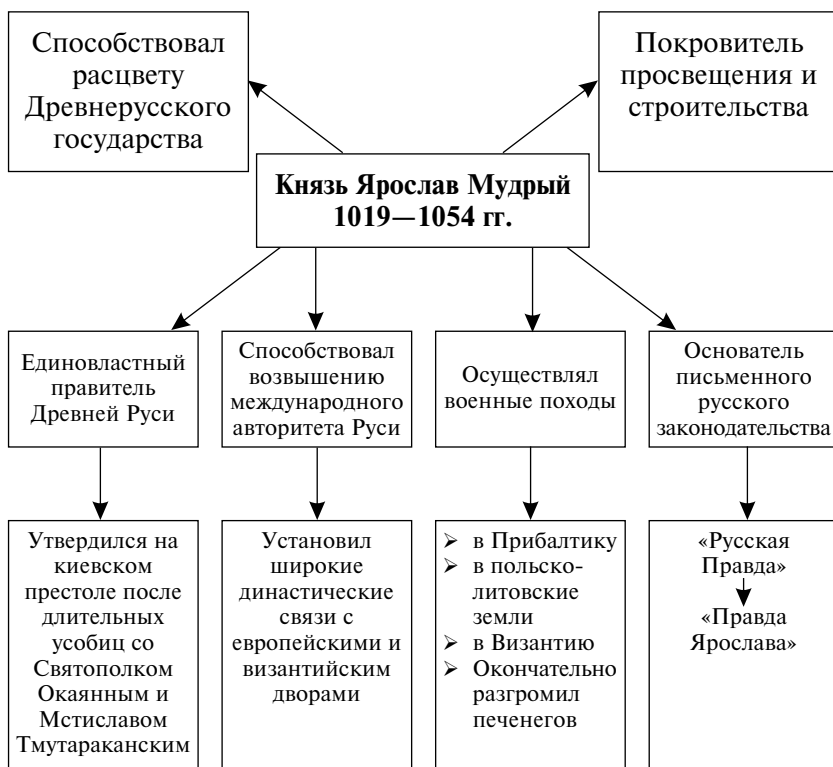 Способствовал
расцвету
Древнерусского
государства
Покровитель
просвещения и
строительства
Князь Ярослав Мудрый
1019—1054 гг.
Единовластный
правитель
Древней Руси
Способствовал
возвышению
международного
авторитета Руси
Осуществлял
военные походы
Основатель
письменного
русского
законодательства
Утвердился на
киевском
престоле после
длительных
усобиц со
Святополком
Окаянным и
Мстиславом
Тмутараканским
Установил
широкие
династические
связи с
европейскими и
византийским
дворами
➢ в Прибалтику
➢ в польско-
литовские
земли
➢ в Византию
➢ Окончательно
разгромил
печенегов
«Русская
Правда»
«Правда
Ярослава»